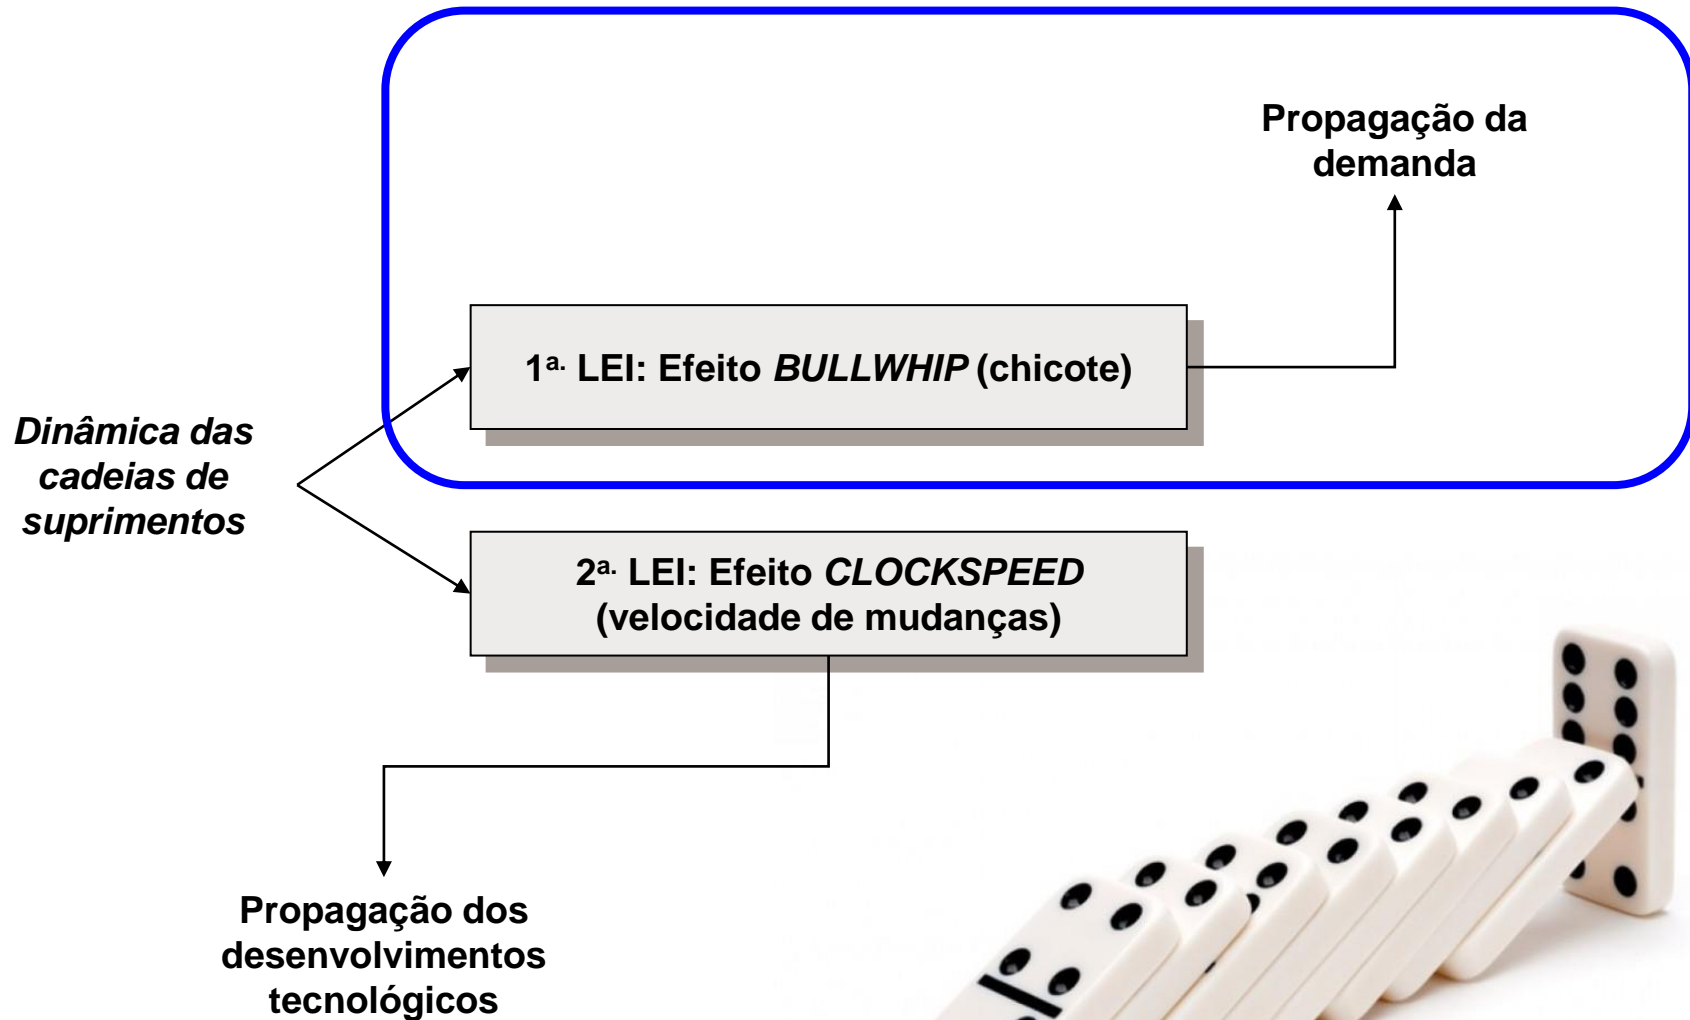 Propagação da
demanda
1ª. LEI: Efeito BULLWHIP (chicote)
Dinâmica das
cadeias de
suprimentos
2ª. LEI: Efeito CLOCKSPEED
(velocidade de mudanças)
Propagação dos
desenvolvimentos
tecnológicos